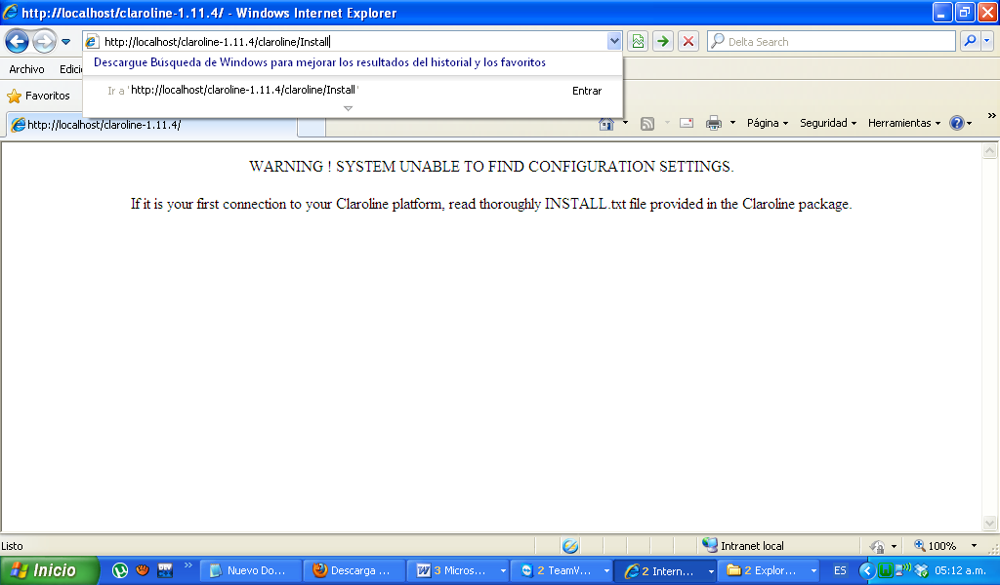 http://localhost/claroline-1.11.4/ - Windows Internet Explorer
http://localhost/claroline-1.11.4/claroline/Install
Delta Search
Descargue Búsqueda de Windows para mejorar los resultados del historial y los favoritos
Archivo Edici
Ir a 'http://localhost/claroline-1.11.4/claroline/Install' Entrar
Favoritos
http://localhost/claroline-1.11.4/
Página Seguridad Herramientas »
WARNING ! SYSTEM UNABLE TO FIND CONFIGURATION SETTINGS.
If it is your first connection to your Claroline platform, read thoroughly INSTALL.txt file provided in the Claroline package.
Listo Intranet local 100%
Inicio » Nuevo Do... Descarga ... 3 Micros... 2 TeamV... 2 Intern... 2 Explor... ES 05:12 a.m.